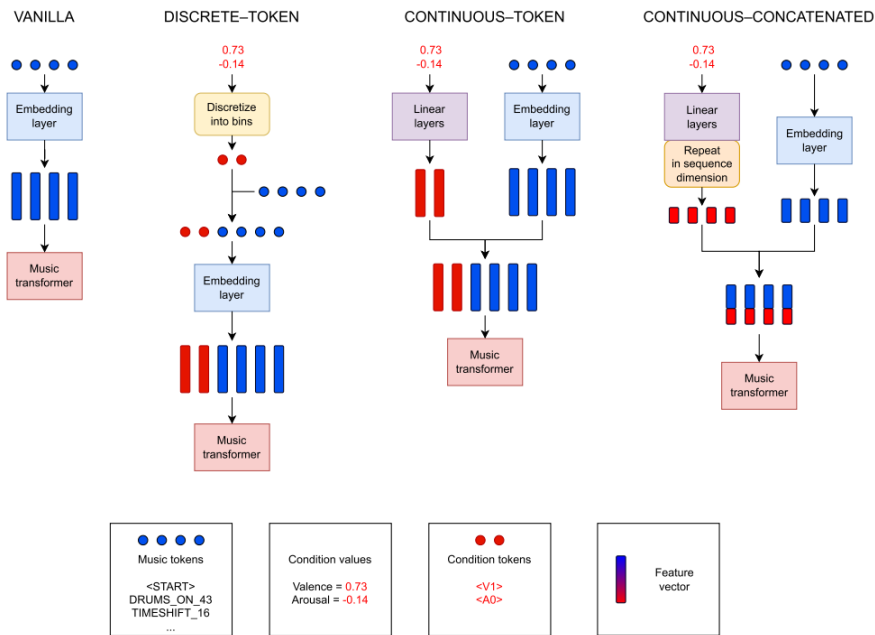 VANILLA
DISCRETE–TOKEN
CONTINUOUS–TOKEN
CONTINUOUS–CONCATENATED
Embedding
layer
Music
transformer
0.73
-0.14
Discretize
into bins
Embedding
layer
Music
transformer
0.73
-0.14
Linear
layers
Embedding
layer
Music
transformer
0.73
-0.14
Linear
layers
Repeat
in sequence
dimension
Embedding
layer
Music
transformer
Music tokens
<START>
DRUMS_ON_43
TIMESHIFT_16
...
Condition values
Valence = 0.73
Arousal = -0.14
Condition tokens
<V1>
<A0>
Feature
vector